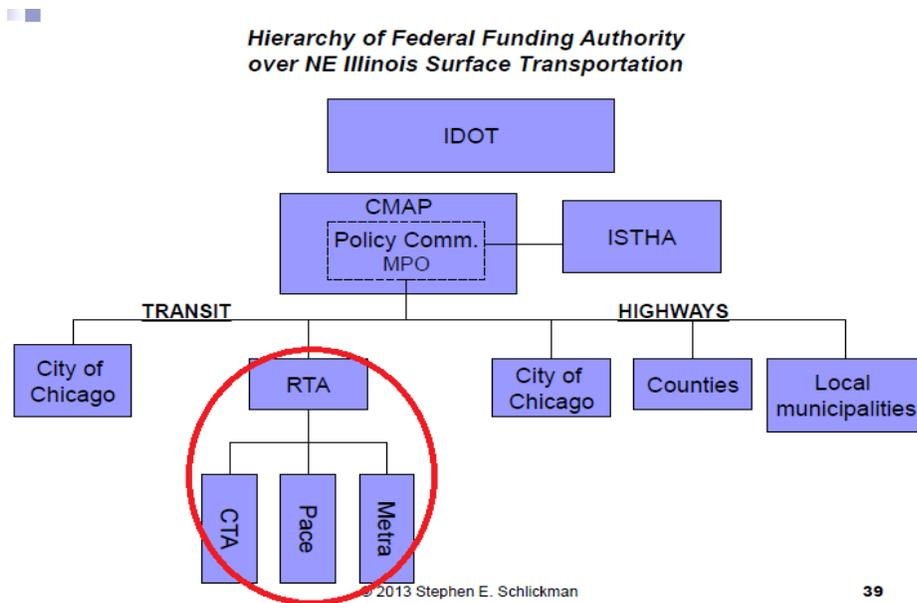 Hierarchy of Federal Funding Authority
over NE Illinois Surface Transportation
IDOT
CMAP
Policy Comm.
MPO
ISTHA
TRANSIT
HIGHWAYS
City of
Chicago
RTA
City of
Chicago
Counties
Local
municipalities
CTA
Pace
Metra
© 2013 Stephen E. Schlickman
39